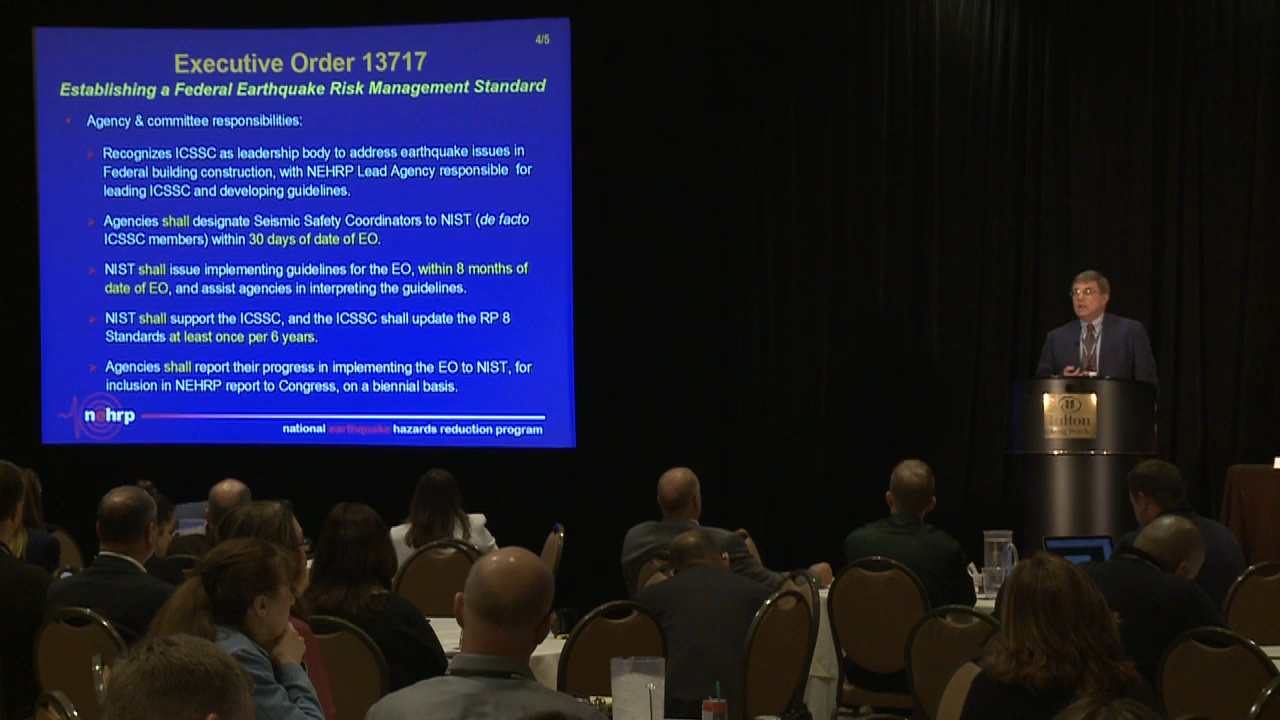 4/5
Executive Order 13717
Establishing a Federal Earthquake Risk Management Standard
Agency & committee responsibilities:
Recognizes ICSSC as leadership body to address earthquake issues in
Federal building construction, with NEHRP Lead Agency responsible for
leading ICSSC and developing guidelines.
Agencies shall designate Seismic Safety Coordinators to NIST (de facto
ICSSC members) within 30 days of date of EO.
NIST shall issue implementing guidelines for the EO, within 8 months of
date of EO, and assist agencies in interpreting the guidelines.
NIST shall support the ICSSC, and the ICSSC shall update the RP 8
Standards at least once per 6 years.
Agencies shall report their progress in implementing the EO to NIST, for
inclusion in NEHRP report to Congress, on a biennial basis.
nehrp
national earthquake hazards reduction program
Hilton
Long Beach